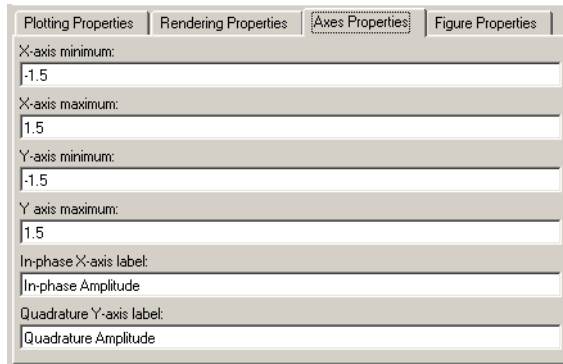 Plotting Properties Rendering Properties Axes Properties Figure Properties
X-axis minimum:
-1.5
X-axis maximum:
1.5
Y-axis minimum:
-1.5
Y axis maximum:
1.5
In-phase X-axis label:
In-phase Amplitude
Quadrature Y-axis label:
Quadrature Amplitude